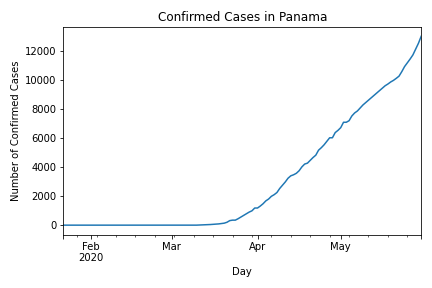 Confirmed Cases in Panama
Number of Confirmed Cases
12000
10000
8000
6000
4000
2000
0
Feb
2020
Mar
Apr
May
Day